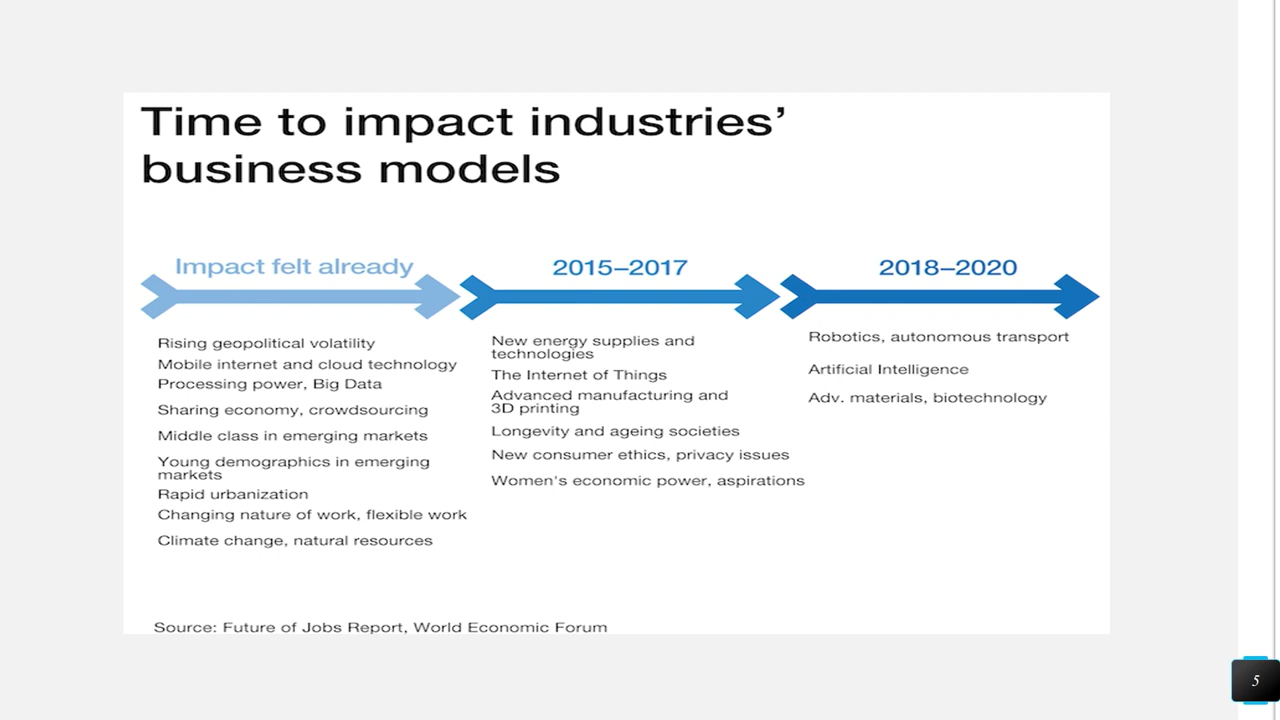 Time to impact industries’
business models
Impact felt already
Rising geopolitical volatility
Mobile internet and cloud technology
Processing power, Big Data
Sharing economy, crowdsourcing
Middle class in emerging markets
Young demographics in emerging
markets
Rapid urbanization
Changing nature of work, flexible work
Climate change, natural resources
2015–2017
New energy supplies and
technologies
The Internet of Things
Advanced manufacturing and
3D printing
Longevity and ageing societies
New consumer ethics, privacy issues
Women's economic power, aspirations
2018–2020
Robotics, autonomous transport
Artificial Intelligence
Adv. materials, biotechnology
Source: Future of Jobs Report, World Economic Forum
5